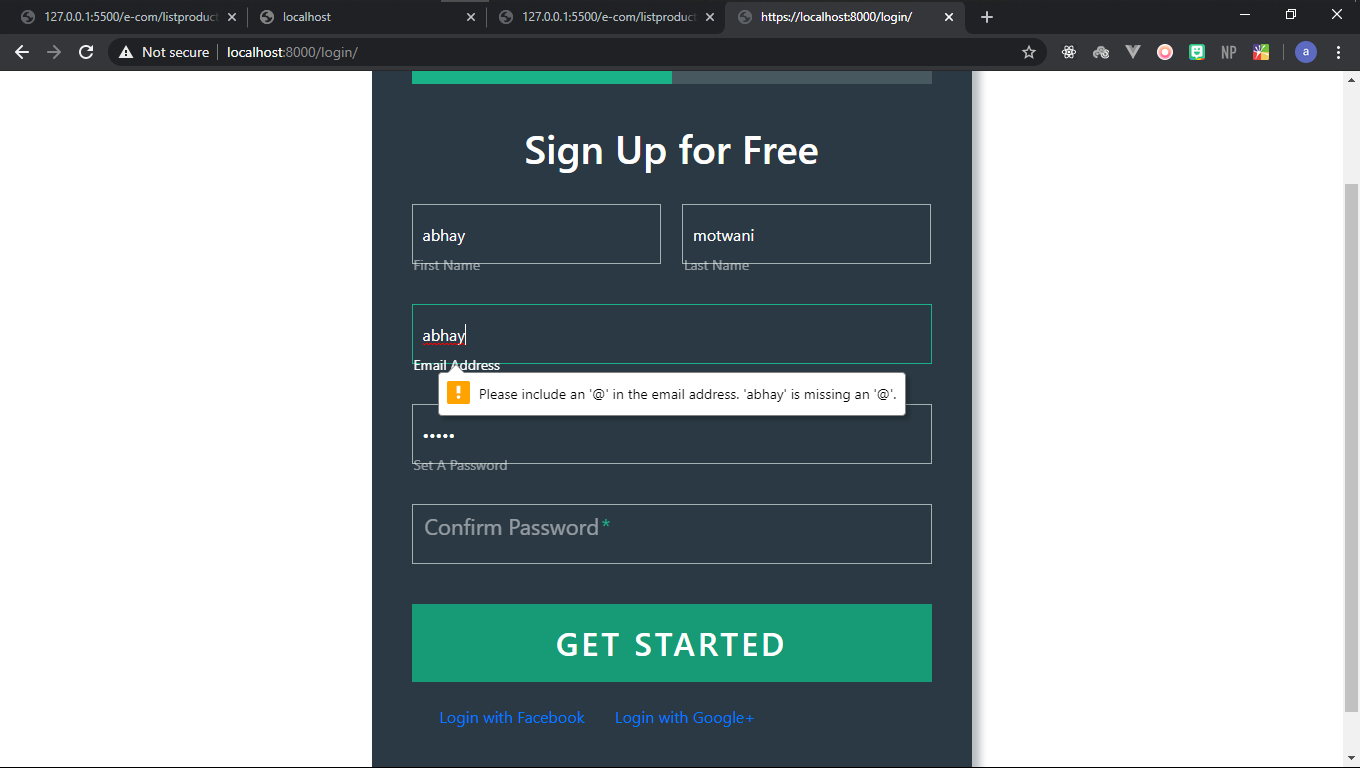 127.0.0.1:5500/e-com/listproduct
localhost
127.0.0.1:5500/e-com/listproduct
https://localhost:8000/login/
Not secure
localhost:8000/login/
NP
a
Sign Up for Free
abhay
motwani
First Name
Last Name
abhay
Email Address
Please include an '@' in the email address. 'abhay' is missing an '@'.
•••••
Set A Password
Confirm Password*
GET STARTED
Login with Facebook
Login with Google+